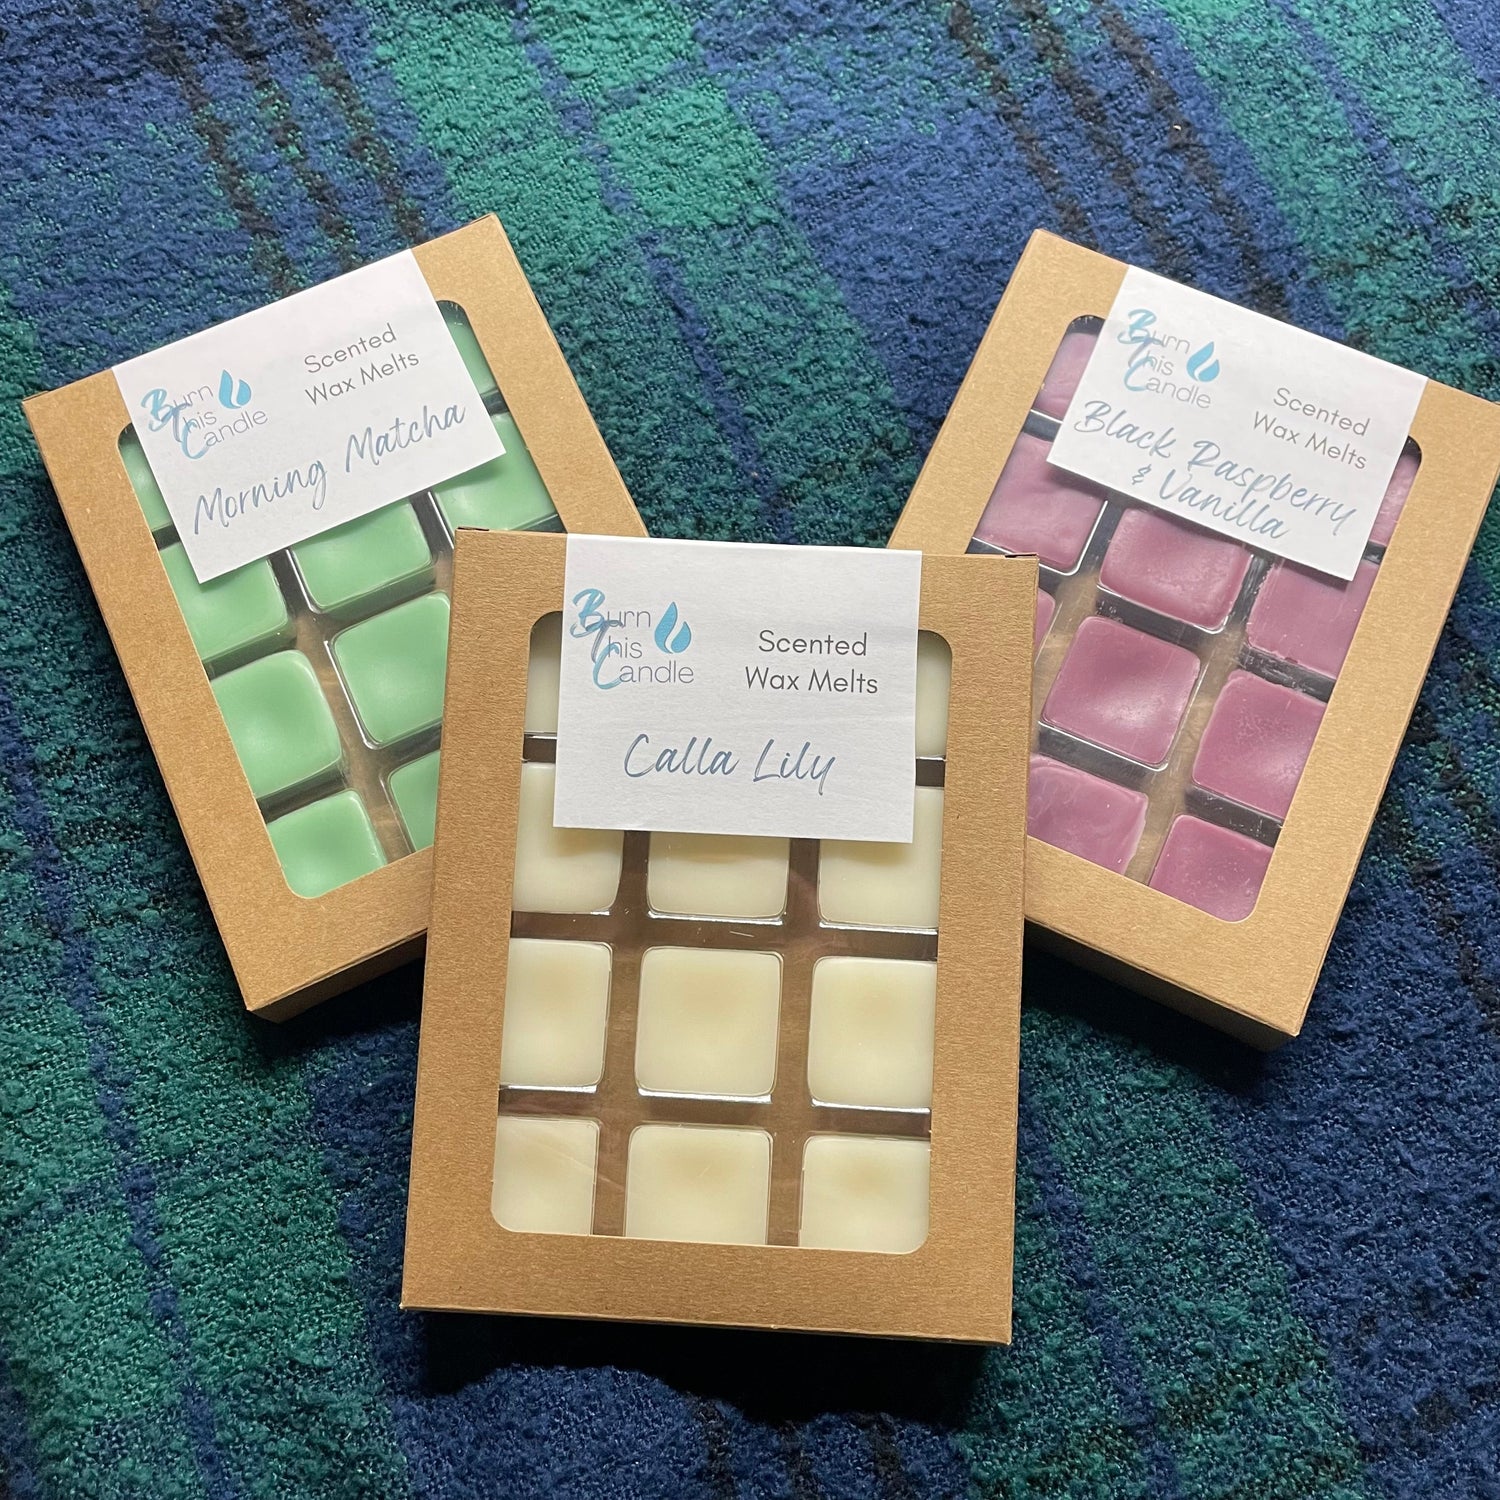 Burn
This
Candle
Scented
Wax Melts
Morning Matcha
Burn
This
Candle
Scented
Wax Melts
Black Raspberry
& Vanilla
Burn
This
Candle
Scented
Wax Melts
Calla Lily